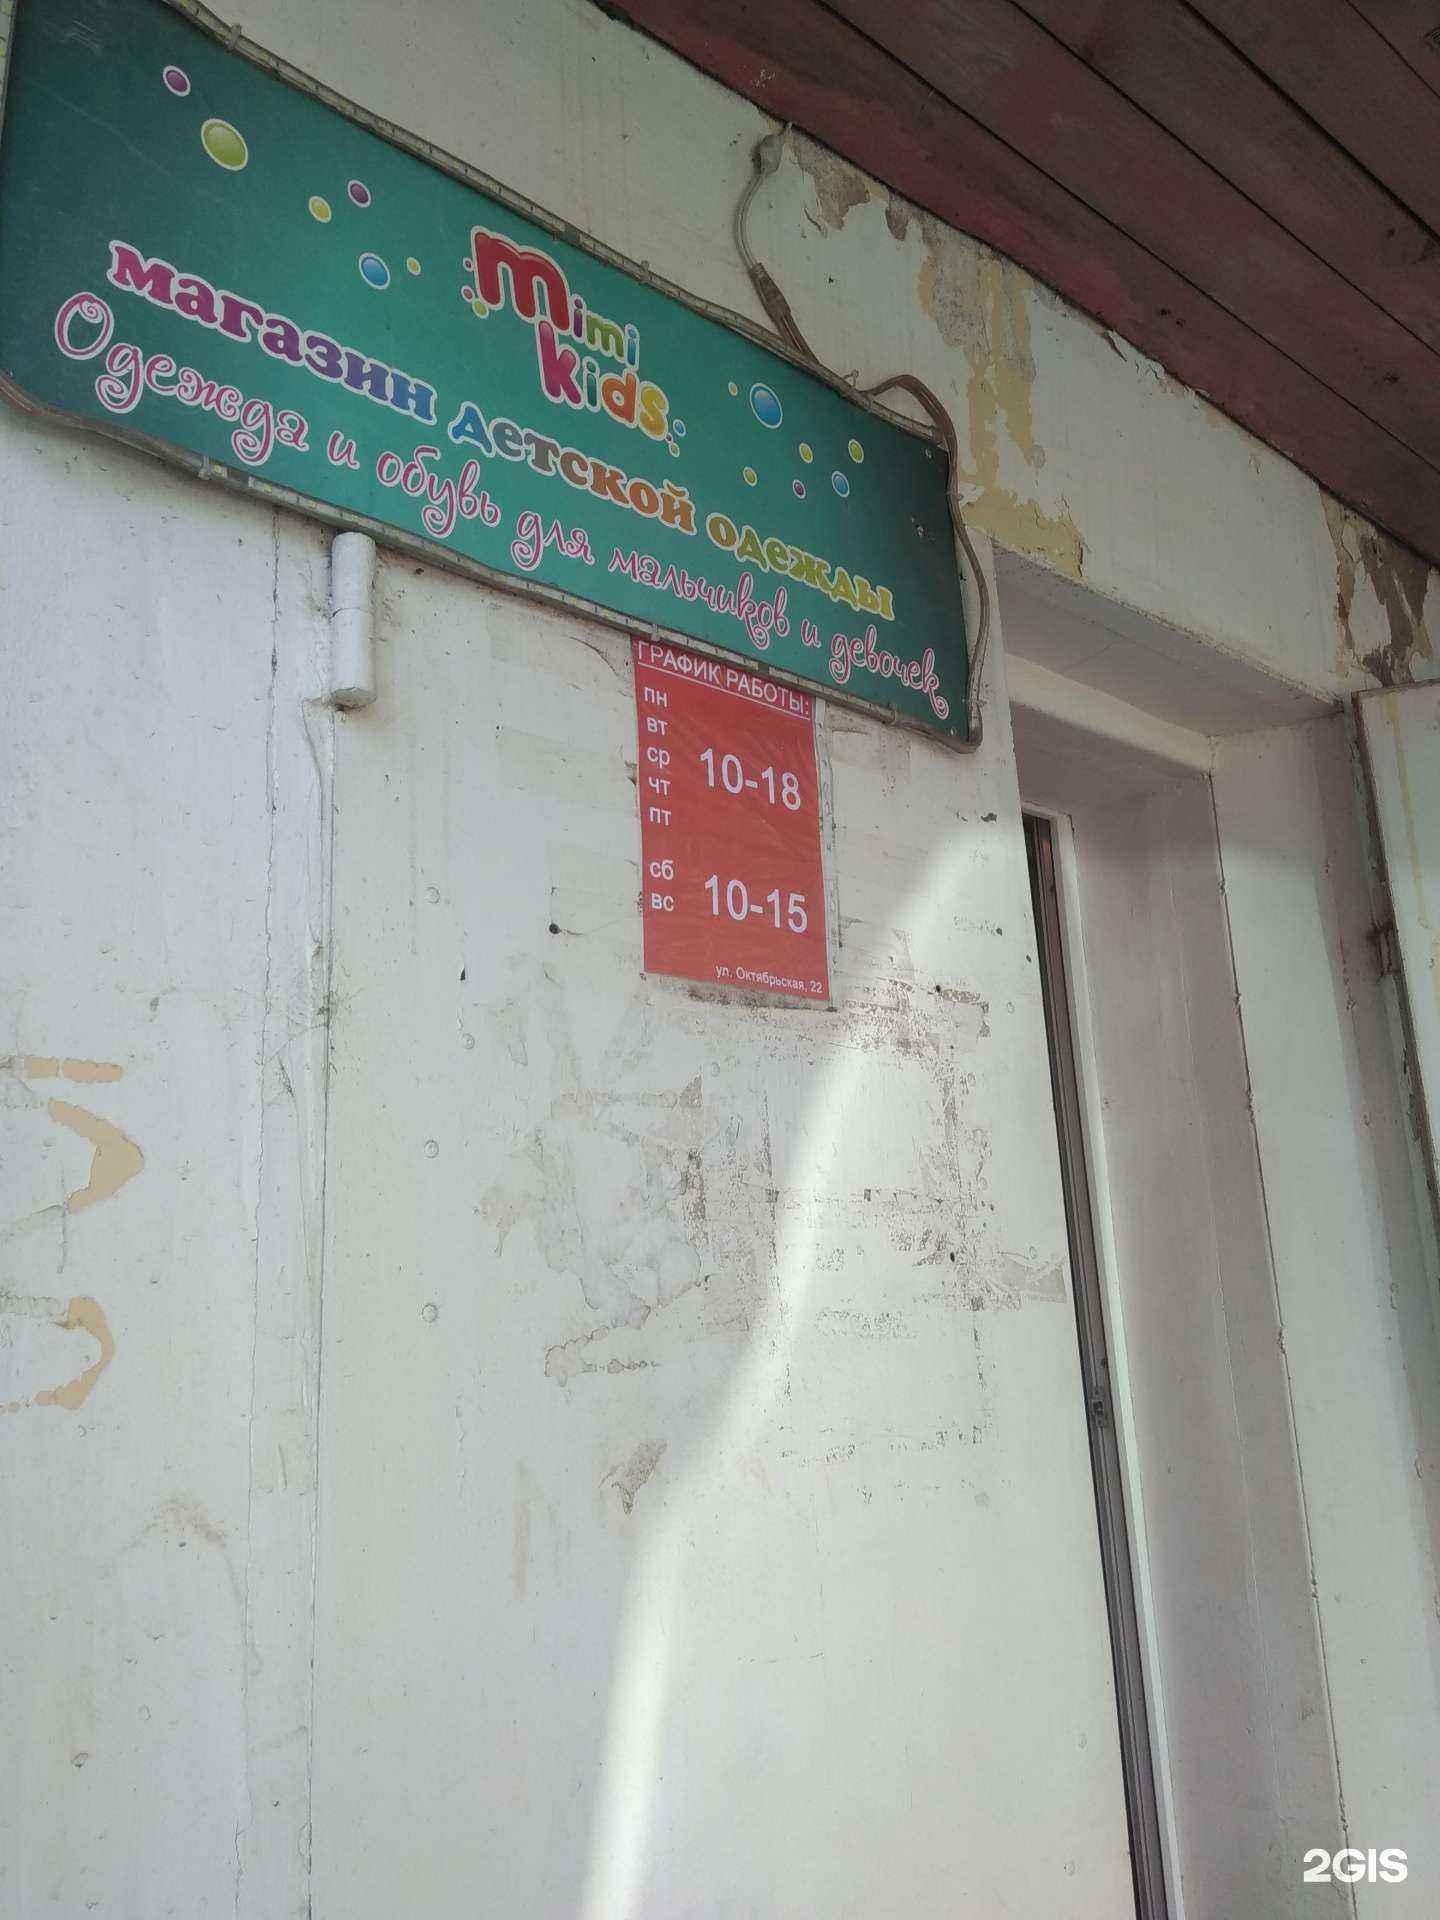 mimi
kids
магазин детской одежды
Одежда и обувь для мальчиков и девочек
ГРАФИК РАБОТЫ:
пн
вт
ср 10-18
чт
пт
сб
вс 10-15
ул. Октябрьская, 22
2GIS